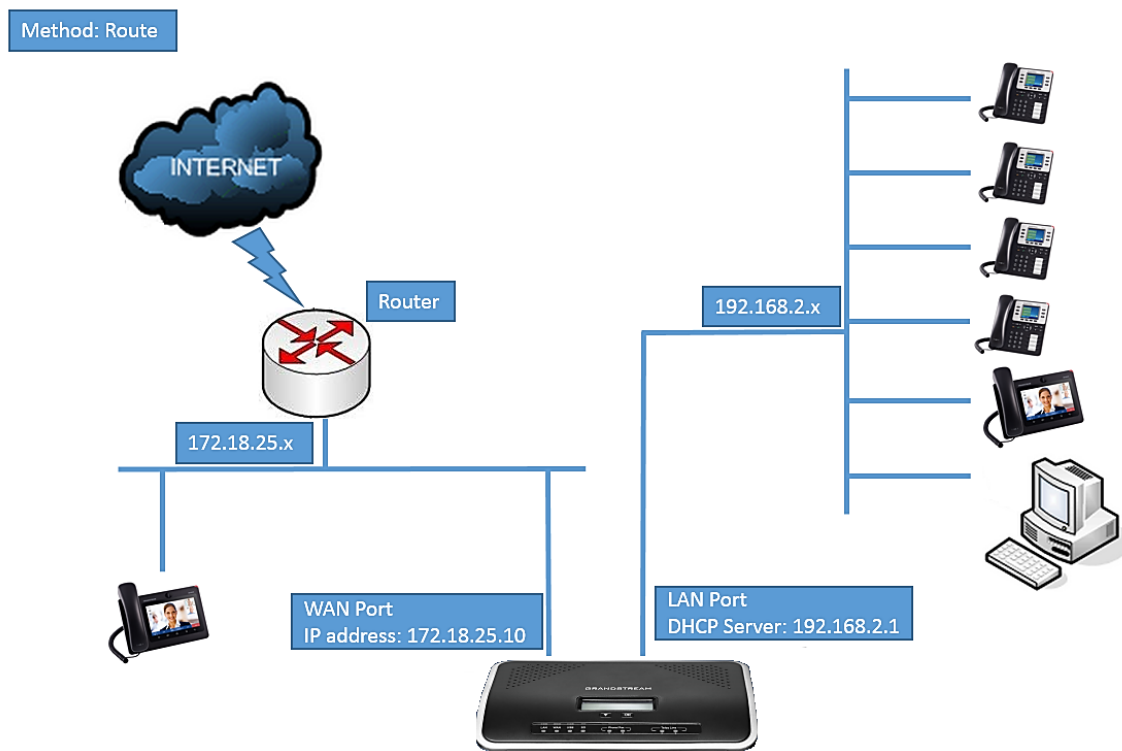 Method: Route
INTERNET
Router
192.168.2.x
172.18.25.x
WAN Port
IP address: 172.18.25.10
LAN Port
DHCP Server: 192.168.2.1
GRANDSTREAM